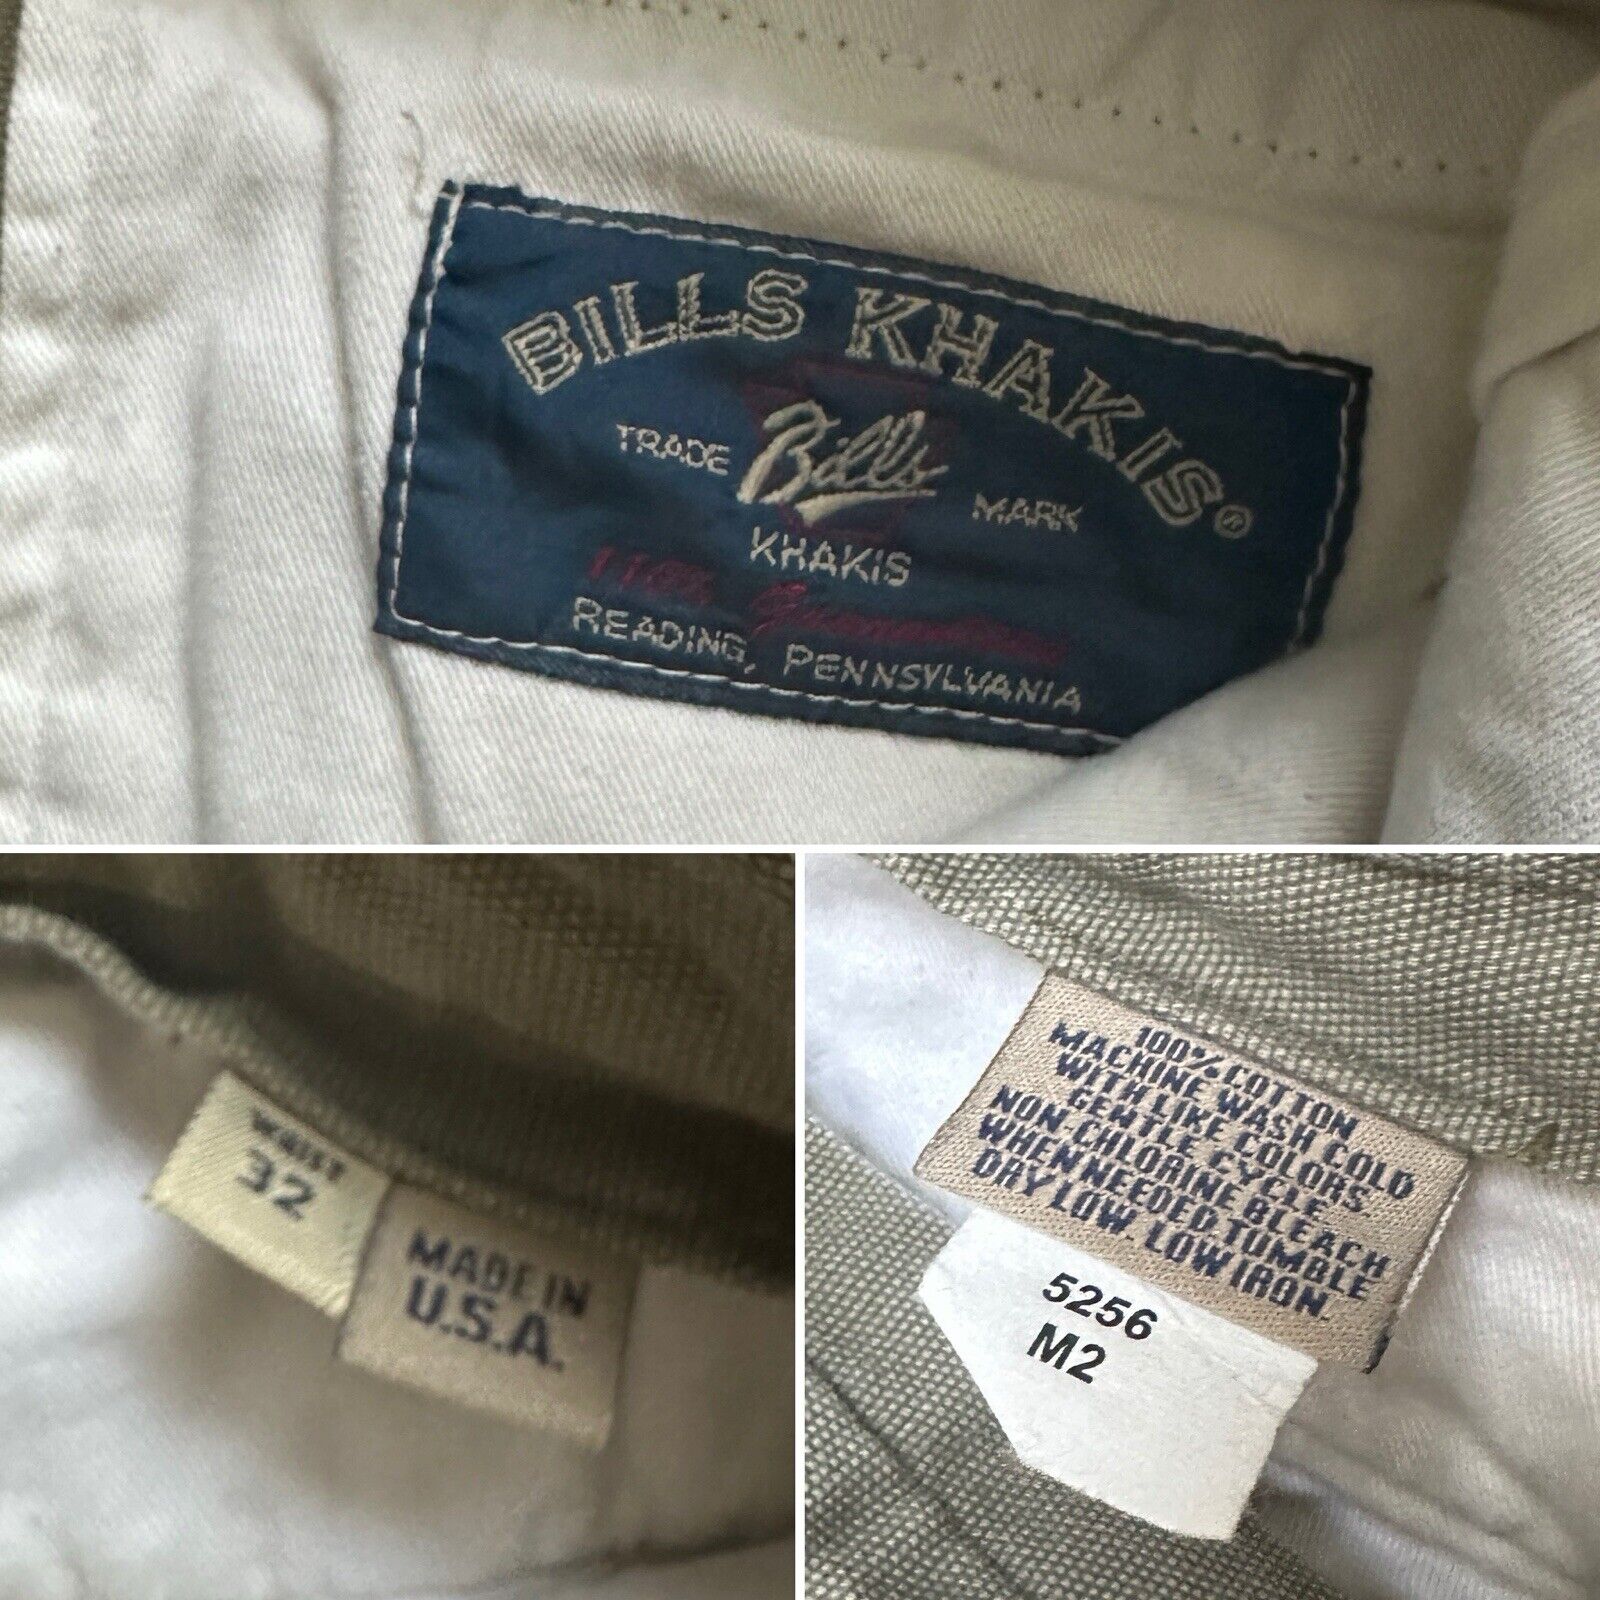 BILLS KHAKIS®
TRADE Bills MARK
KHAKIS
READING, PENNSYLVANIA
WAIST
32
MADE IN
U.S.A.
100% COTTON
MACHINE WASH COLD
WITH LIKE COLORS
GENTLE CYCLE
NON-CHLORINE BLEACH
WHEN NEEDED. TUMBLE
DRY LOW. LOW IRON.
5256
M2